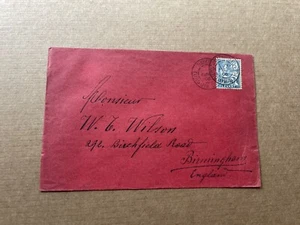 Monsieur
W. T. Wilson
292, Birchfield Road
Birmingham
England